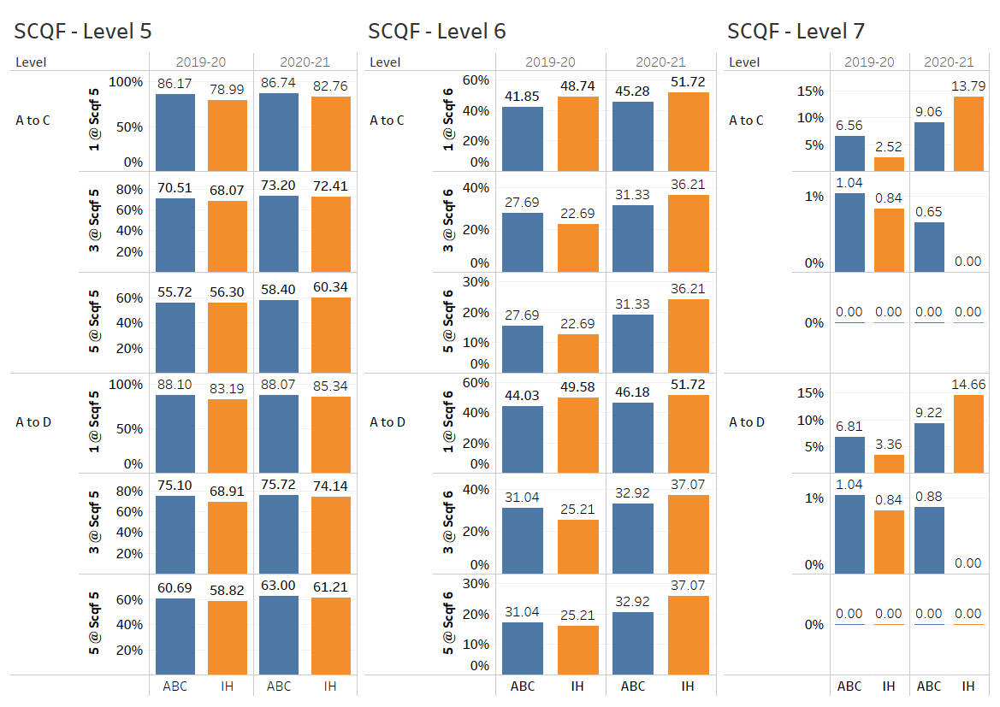 SCQF - Level 5
SCQF - Level 6
SCQF - Level 7
Level 2019-20 2020-21
Level 2019-20 2020-21
Level 2019-20 2020-21
A to C
1 @ Scqf 5
100%
50%
0%
86.17 78.99 86.74 82.76
3 @ Scqf 5
80%
60%
40%
20%
70.51 68.07 73.20 72.41
5 @ Scqf 5
60%
40%
20%
55.72 56.30 58.40 60.34
A to D
1 @ Scqf 5
100%
50%
0%
88.10 83.19 88.07 85.34
3 @ Scqf 5
80%
60%
40%
20%
75.10 68.91 75.72 74.14
5 @ Scqf 5
60%
40%
20%
60.69 58.82 63.00 61.21
ABC IH ABC IH
A to C
1 @ Scqf 6
60%
40%
20%
0%
41.85 48.74 45.28 51.72
3 @ Scqf 6
40%
20%
0%
27.69 22.69 31.33 36.21
5 @ Scqf 6
30%
20%
10%
0%
27.69 22.69 31.33 36.21
A to D
1 @ Scqf 6
60%
40%
20%
0%
44.03 49.58 46.18 51.72
3 @ Scqf 6
40%
20%
0%
31.04 25.21 32.92 37.07
5 @ Scqf 6
30%
20%
10%
0%
31.04 25.21 32.92 37.07
ABC IH ABC IH
A to C
15%
10%
5%
6.56 2.52 9.06 13.79
1%
0%
1.04 0.84 0.65 0.00
0%
0.00 0.00 0.00 0.00
A to D
15%
10%
5%
6.81 3.36 9.22 14.66
1%
0%
1.04 0.84 0.88 0.00
0%
0.00 0.00 0.00 0.00
ABC IH ABC IH